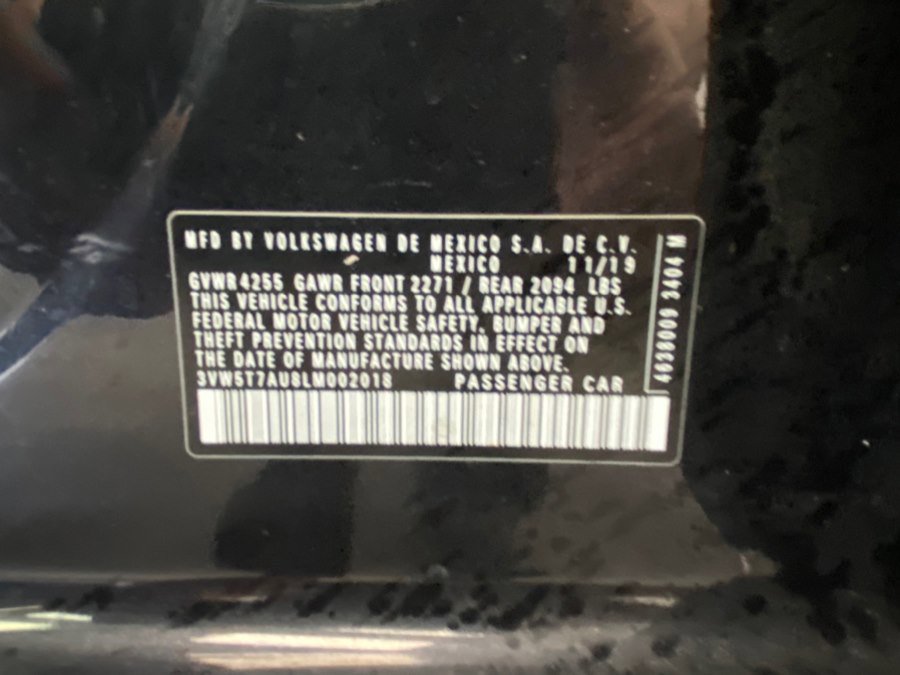 MFD BY VOLKSWAGEN DE MEXICO S.A. DE C.V.
MEXICO 11/19
GVWR 4255 GAWR FRONT 2271 / REAR 2094 LBS
THIS VEHICLE CONFORMS TO ALL APPLICABLE U.S.
FEDERAL MOTOR VEHICLE SAFETY, BUMPER AND
THEFT PREVENTION STANDARDS IN EFFECT ON
THE DATE OF MANUFACTURE SHOWN ABOVE.
3VW5T7AU8LM002018 PASSENGER CAR
4638009 3404 M